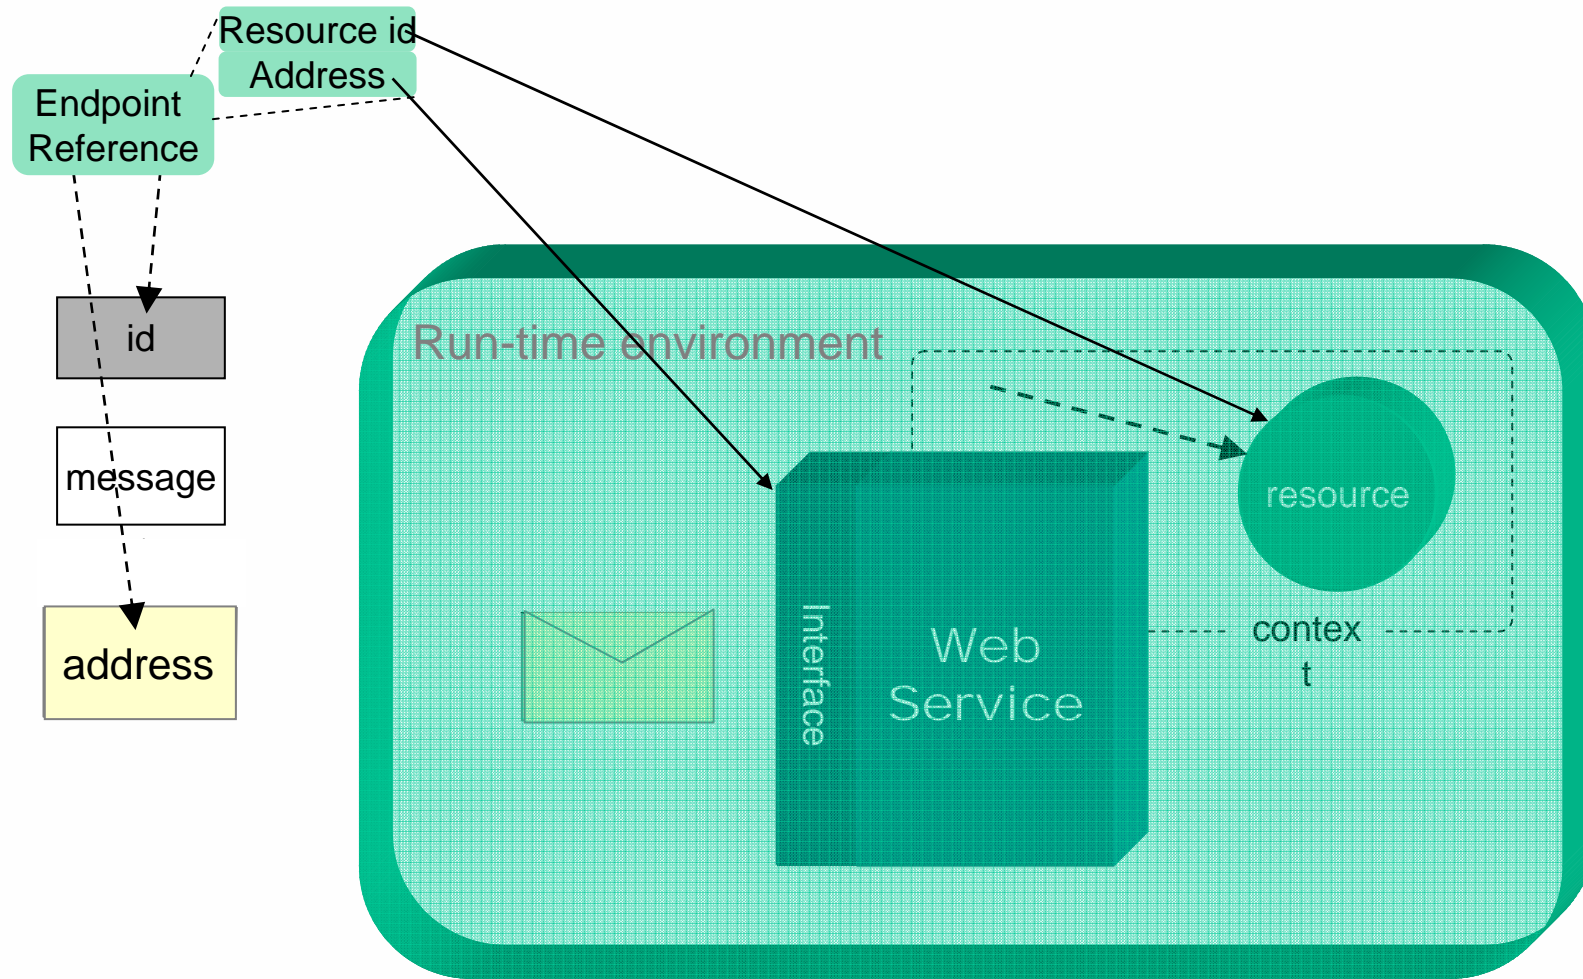 Resource id
Address
Endpoint
Reference
id
message
address
Run-time environment
resource
Interface
Web
Service
contex
t